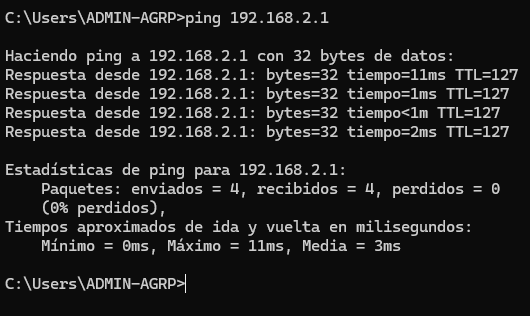 C:\Users\ADMIN-AGRP>ping 192.168.2.1
Haciendo ping a 192.168.2.1 con 32 bytes de datos:
Respuesta desde 192.168.2.1: bytes=32 tiempo=11ms TTL=127
Respuesta desde 192.168.2.1: bytes=32 tiempo=1ms TTL=127
Respuesta desde 192.168.2.1: bytes=32 tiempo<1m TTL=127
Respuesta desde 192.168.2.1: bytes=32 tiempo=2ms TTL=127
Estadísticas de ping para 192.168.2.1:
Paquetes: enviados = 4, recibidos = 4, perdidos = 0
(0% perdidos),
Tiempos aproximados de ida y vuelta en milisegundos:
Mínimo = 0ms, Máximo = 11ms, Media = 3ms
C:\Users\ADMIN-AGRP>